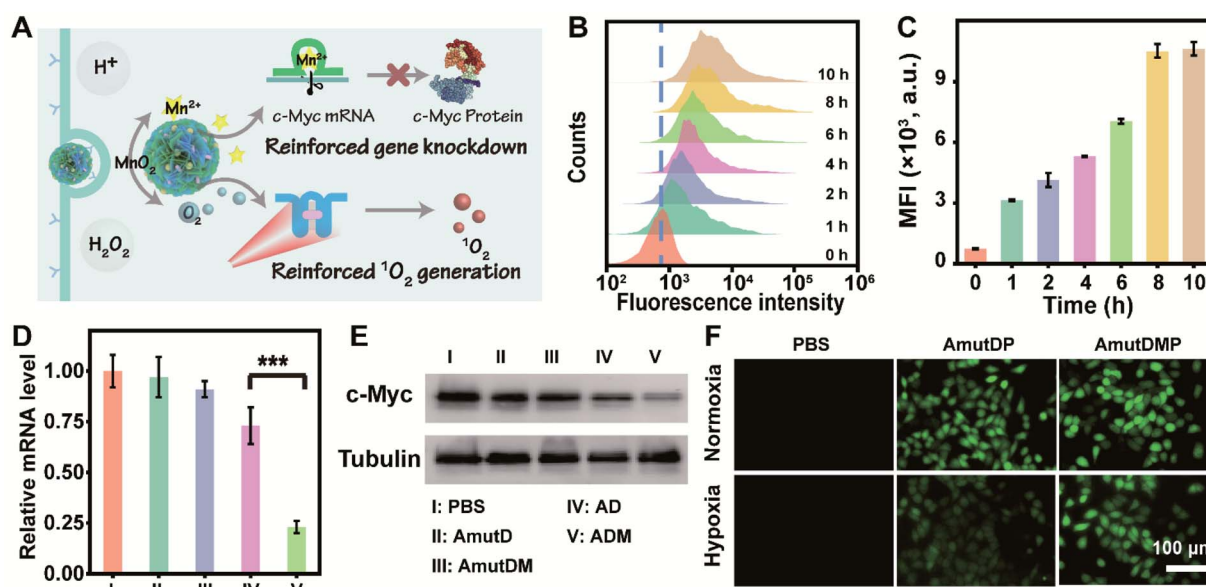 A
H⁺
Mn²⁺
MnO₂
O₂
H₂O₂
Mn²⁺
c-Myc mRNA
c-Myc Protein
Reinforced gene knockdown
¹O₂
Reinforced ¹O₂ generation
B
Counts
10 h
8 h
6 h
4 h
2 h
1 h
0 h
10² 10³ 10⁴ 10⁵ 10⁶
Fluorescence intensity
C
MFI (×10³, a.u.)
9
6
3
0
0 1 2 4 6 8 10
Time (h)
D
Relative mRNA level
1.00
0.75
0.50
0.25
0.00
***
I II III IV V
E
I II III IV V
c-Myc
Tubulin
I: PBS IV: AD
II: AmutD V: ADM
III: AmutDM
F
PBS AmutDP AmutDMP
Normoxia
Hypoxia
100 μm